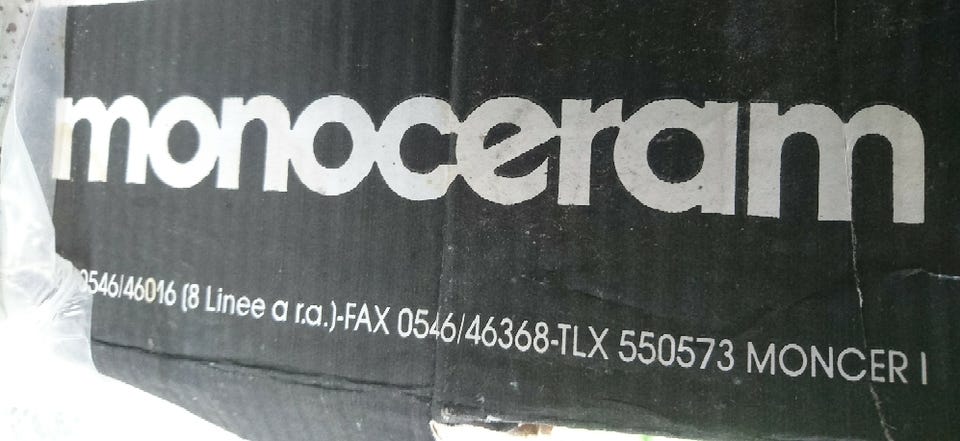 monoceram
0546/46016 (8 Linee a r.a.)-FAX 0546/46368-TLX 550573 MONCER I